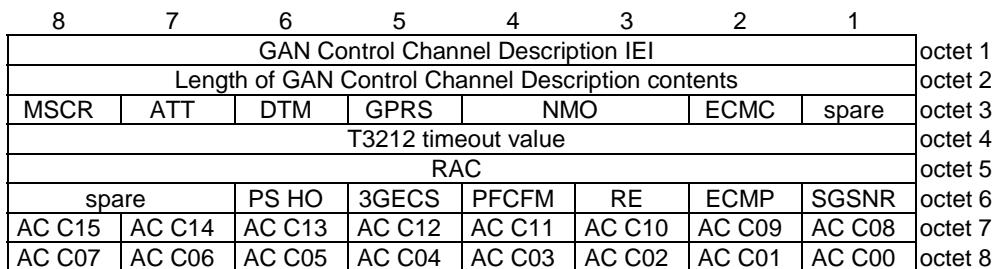 8 7 6 5 4 3 2 1
GAN Control Channel Description IEI octet 1
Length of GAN Control Channel Description contents octet 2
MSCR ATT DTM GPRS NMO ECMC spare octet 3
T3212 timeout value octet 4
RAC octet 5
spare PS HO 3GECS PFCFM RE ECMP SGSNR octet 6
AC C15 AC C14 AC C13 AC C12 AC C11 AC C10 AC C09 AC C08 octet 7
AC C07 AC C06 AC C05 AC C04 AC C03 AC C02 AC C01 AC C00 octet 8